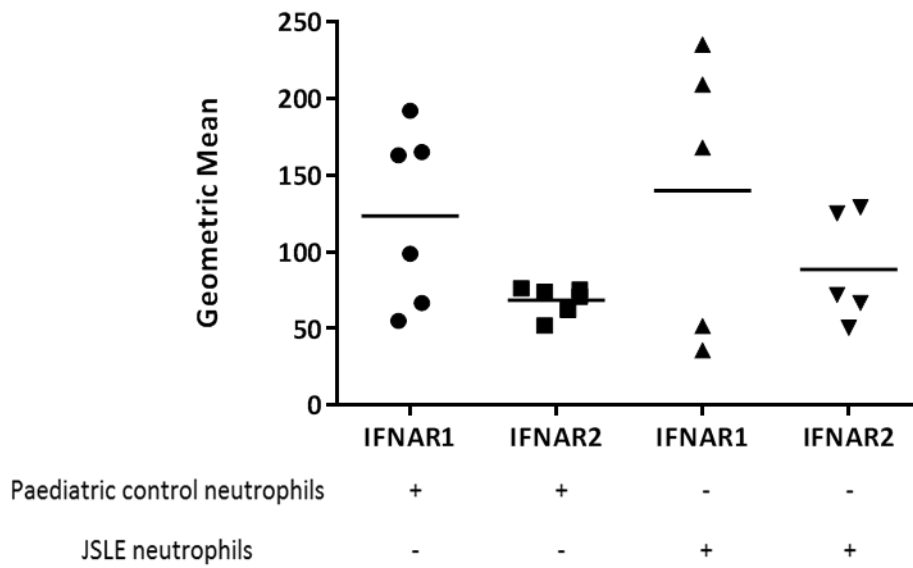 250
200
150
100
50
0
Geometric Mean
IFNAR1 IFNAR2 IFNAR1 IFNAR2
Paediatric control neutrophils + + - -
JSLE neutrophils - - + +